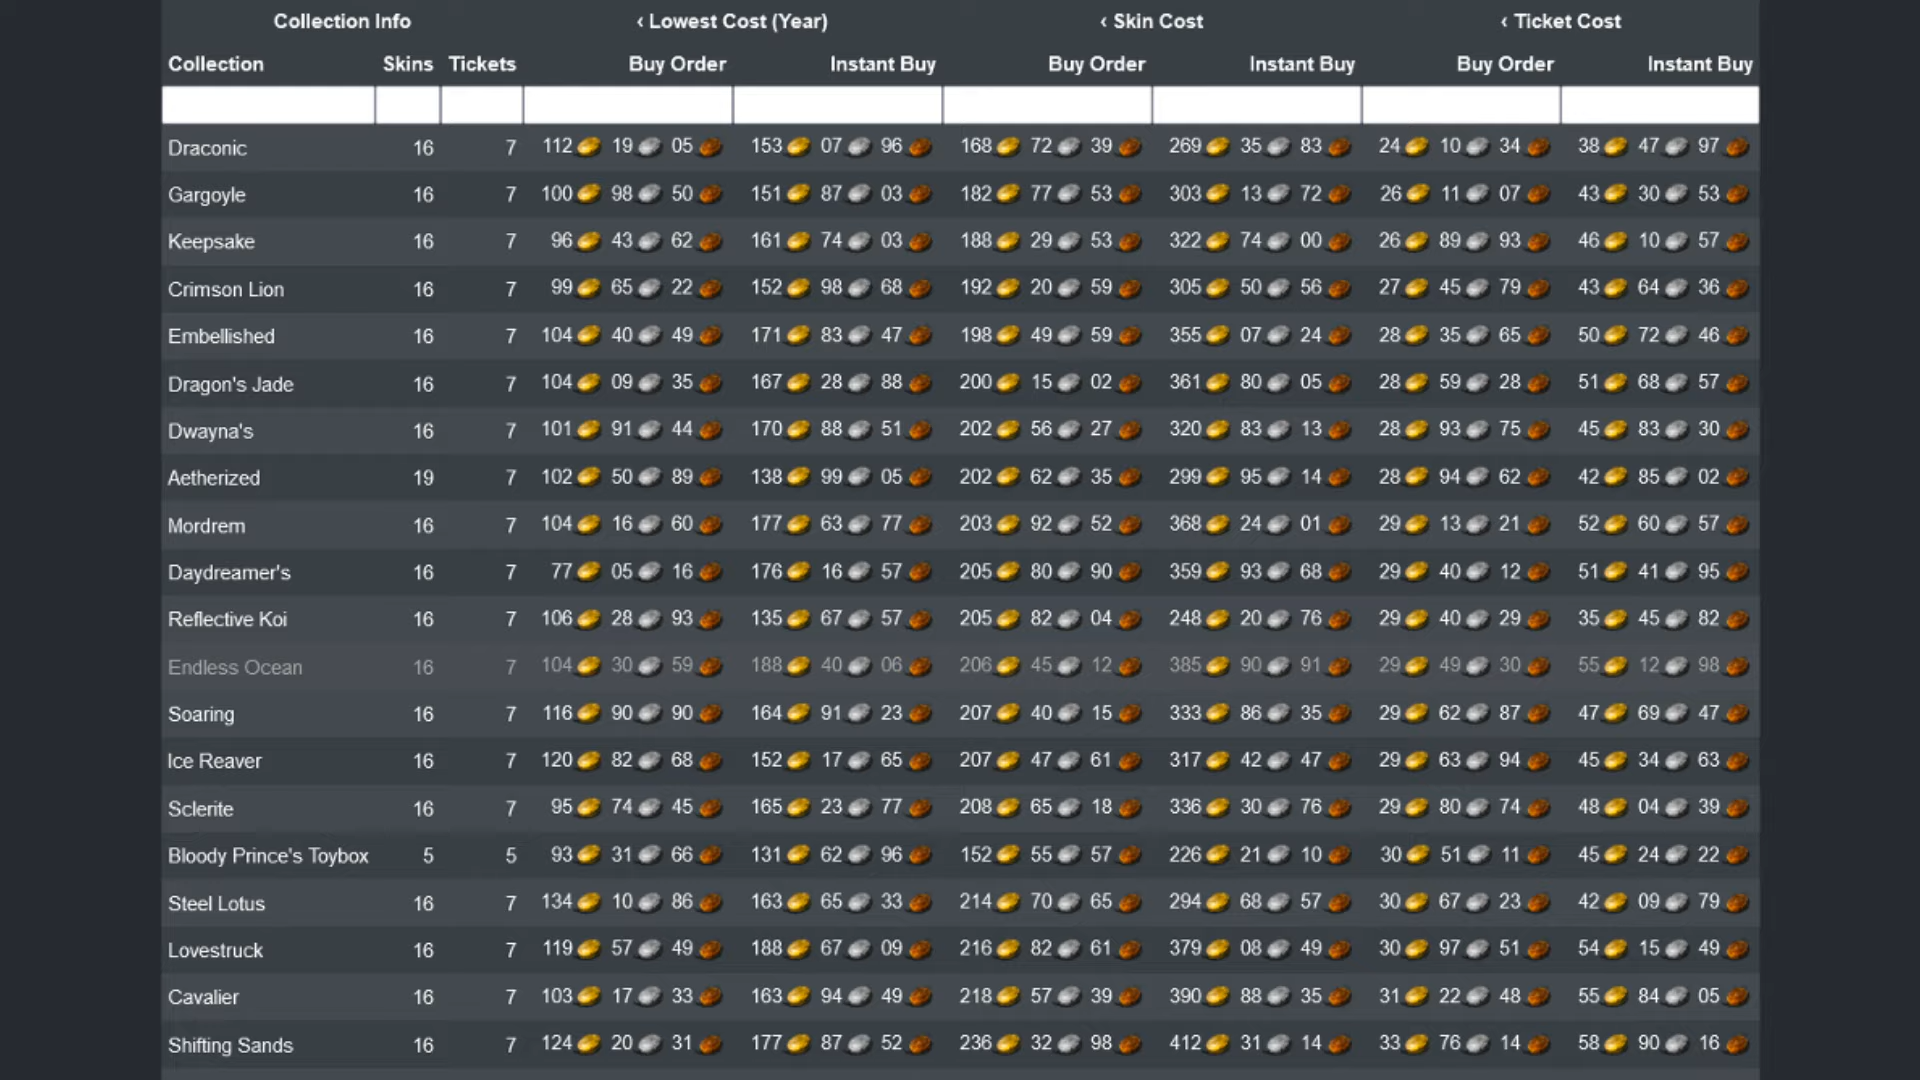 Collection Info ‹ Lowest Cost (Year) ‹ Skin Cost ‹ Ticket Cost
Collection Skins Tickets Buy Order Instant Buy Buy Order Instant Buy Buy Order Instant Buy
Draconic 16 7 112 19 05 153 07 96 168 72 39 269 35 83 24 10 34 38 47 97
Gargoyle 16 7 100 98 50 151 87 03 182 77 53 303 13 72 26 11 07 43 30 53
Keepsake 16 7 96 43 62 161 74 03 188 29 53 322 74 00 26 89 93 46 10 57
Crimson Lion 16 7 99 65 22 152 98 68 192 20 59 305 50 56 27 45 79 43 64 36
Embellished 16 7 104 40 49 171 83 47 198 49 59 355 07 24 28 35 65 50 72 46
Dragon's Jade 16 7 104 09 35 167 28 88 200 15 02 361 80 05 28 59 28 51 68 57
Dwayna's 16 7 101 91 44 170 88 51 202 56 27 320 83 13 28 93 75 45 83 30
Aetherized 19 7 102 50 89 138 99 05 202 62 35 299 95 14 28 94 62 42 85 02
Mordrem 16 7 104 16 60 177 63 77 203 92 52 368 24 01 29 13 21 52 60 57
Daydreamer's 16 7 77 05 16 176 16 57 205 80 90 359 93 68 29 40 12 51 41 95
Reflective Koi 16 7 106 28 93 135 67 57 205 82 04 248 20 76 29 40 29 35 45 82
Endless Ocean 16 7 104 30 59 188 40 06 206 45 12 385 90 91 29 49 30 55 12 98
Soaring 16 7 116 90 90 164 91 23 207 40 15 333 86 35 29 62 87 47 69 47
Ice Reaver 16 7 120 82 68 152 17 65 207 47 61 317 42 47 29 63 94 45 34 63
Sclerite 16 7 95 74 45 165 23 77 208 65 18 336 30 76 29 80 74 48 04 39
Bloody Prince's Toybox 5 5 93 31 66 131 62 96 152 55 57 226 21 10 30 51 11 45 24 22
Steel Lotus 16 7 134 10 86 163 65 33 214 70 65 294 68 57 30 67 23 42 09 79
Lovestruck 16 7 119 57 49 188 67 09 216 82 61 379 08 49 30 97 51 54 15 49
Cavalier 16 7 103 17 33 163 94 49 218 57 39 390 88 35 31 22 48 55 84 05
Shifting Sands 16 7 124 20 31 177 87 52 236 32 98 412 31 14 33 76 14 58 90 16